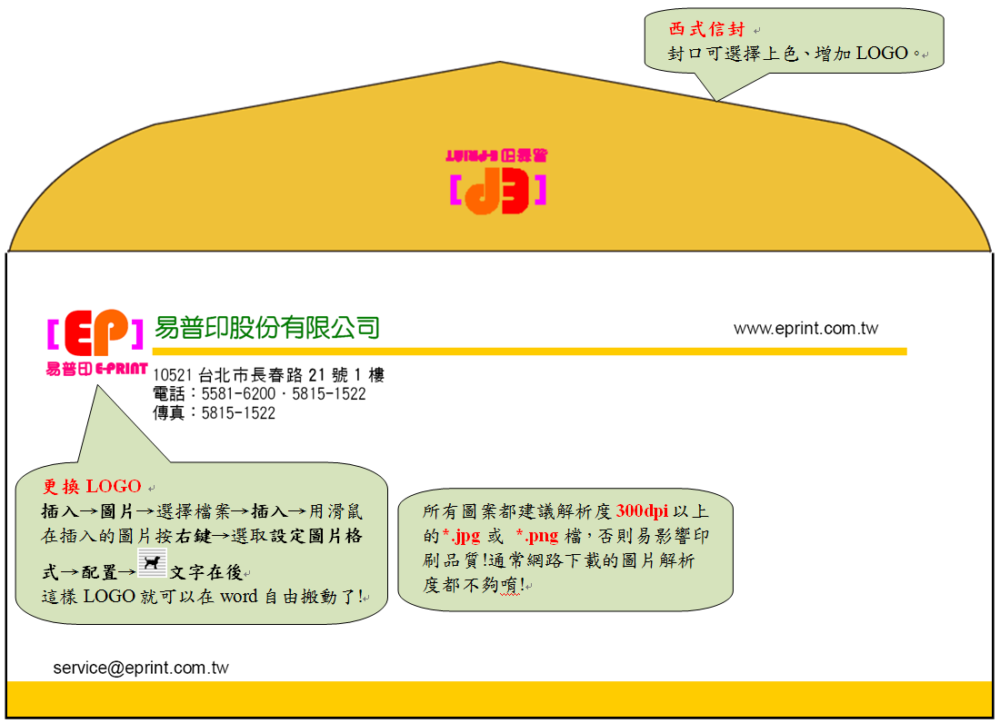 西式信封
封口可選擇上色、增加LOGO。
易普印 E-PRINT
[EP]
[EP]
易普印 E-PRINT
易普印股份有限公司
www.eprint.com.tw
10521 台北市長春路 21 號 1 樓
電話：5581-6200．5815-1522
傳真：5815-1522
更換 LOGO
插入→圖片→選擇檔案→插入→用滑鼠
在插入的圖片按右鍵→選取設定圖片格
式→配置→文字在後
這樣 LOGO 就可以在 word 自由搬動了!
所有圖案都建議解析度 300dpi 以上
的*.jpg 或 *.png 檔，否則易影響印
刷品質!通常網路下載的圖片解析
度都不夠唷!
service@eprint.com.tw